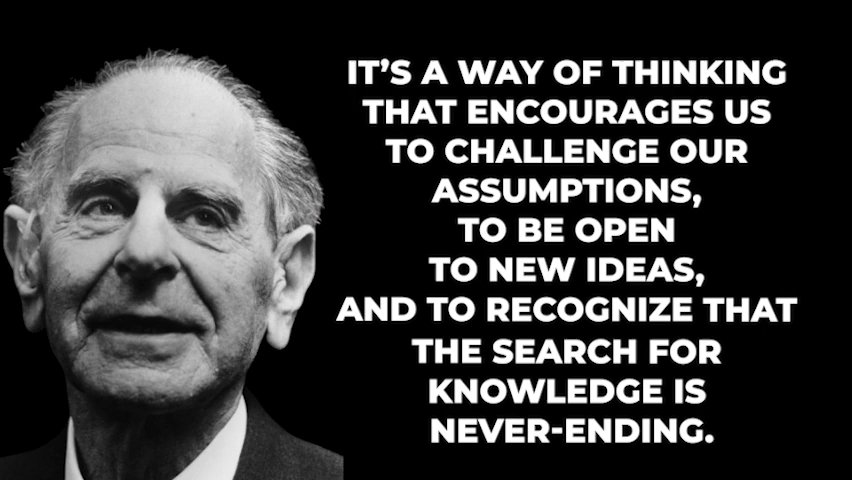 IT’S A WAY OF THINKING
THAT ENCOURAGES US
TO CHALLENGE OUR
ASSUMPTIONS,
TO BE OPEN
TO NEW IDEAS,
AND TO RECOGNIZE THAT
THE SEARCH FOR
KNOWLEDGE IS
NEVER-ENDING.